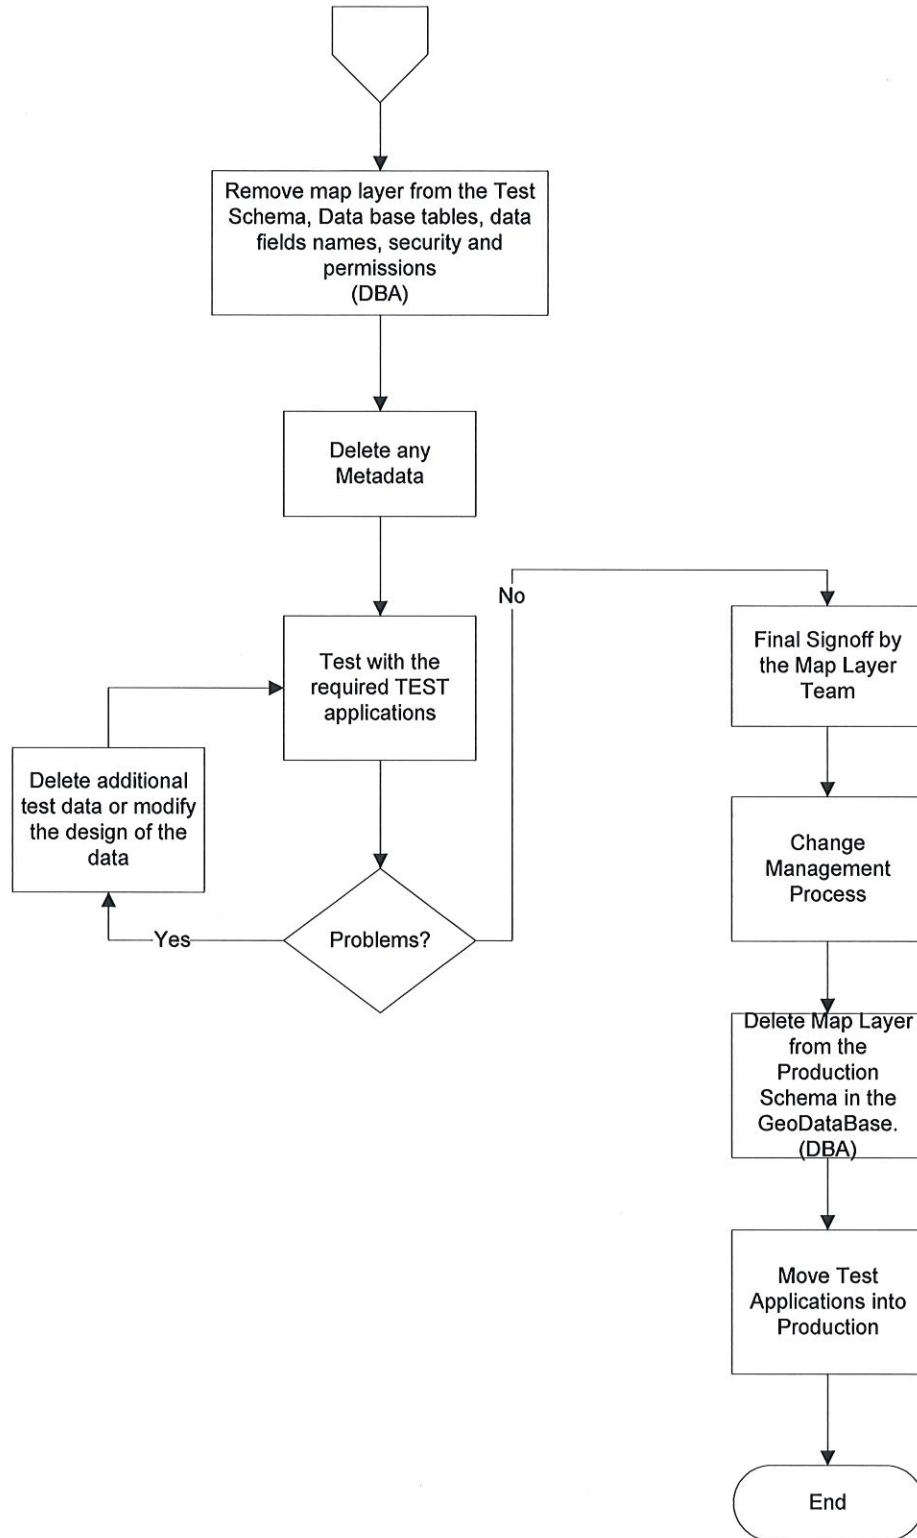 Remove map layer from the Test
Schema, Data base tables, data
fields names, security and
permissions
(DBA)
Delete any
Metadata
Test with the
required TEST
applications
Delete additional
test data or modify
the design of the
data
Problems?
Yes
No
Final Signoff by
the Map Layer
Team
Change
Management
Process
Delete Map Layer
from the
Production
Schema in the
GeoDataBase.
(DBA)
Move Test
Applications into
Production
End